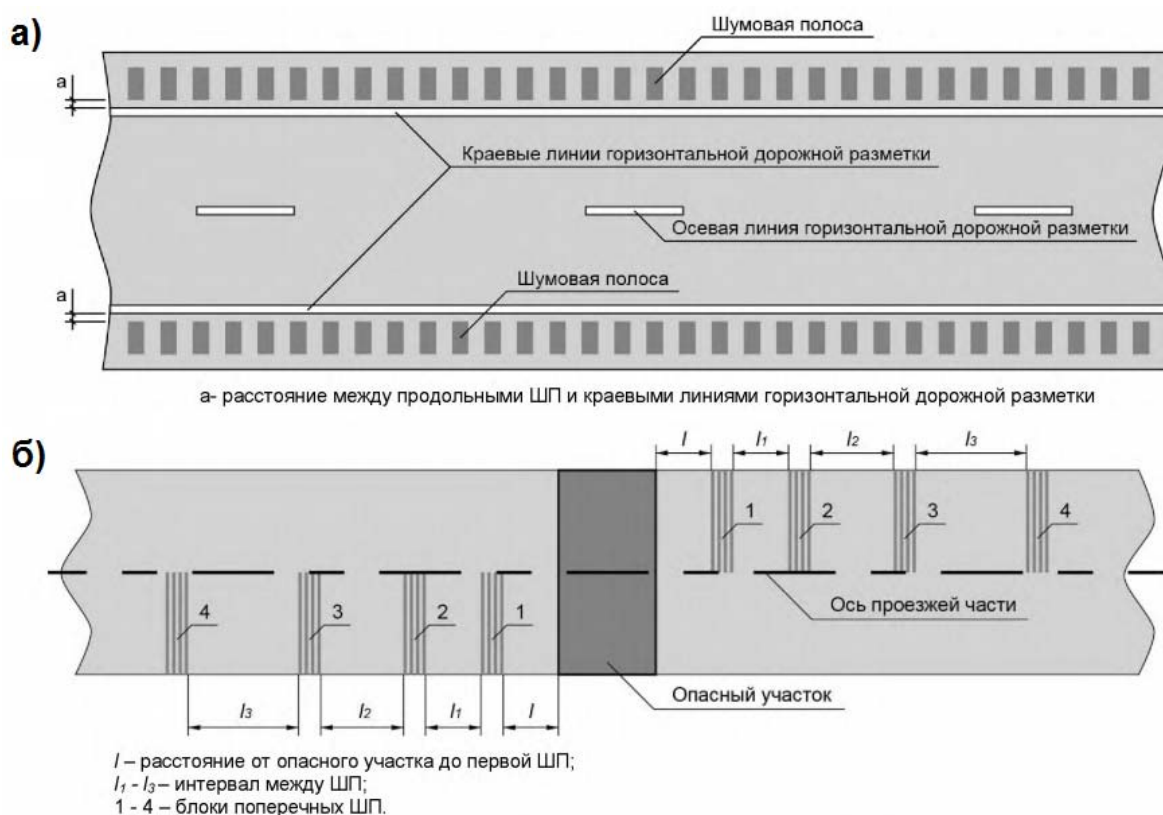 а)
Шумовая полоса
а
Краевые линии горизонтальной дорожной разметки
Осевая линия горизонтальной дорожной разметки
Шумовая полоса
а
а- расстояние между продольными ШП и краевыми линиями горизонтальной дорожной разметки
б)
l l1 l2 l3
1 2 3 4
Ось проезжей части
4 3 2 1
Опасный участок
l3 l2 l1 l
l – расстояние от опасного участка до первой ШП;
l1 - l3 – интервал между ШП;
1 - 4 – блоки поперечных ШП.